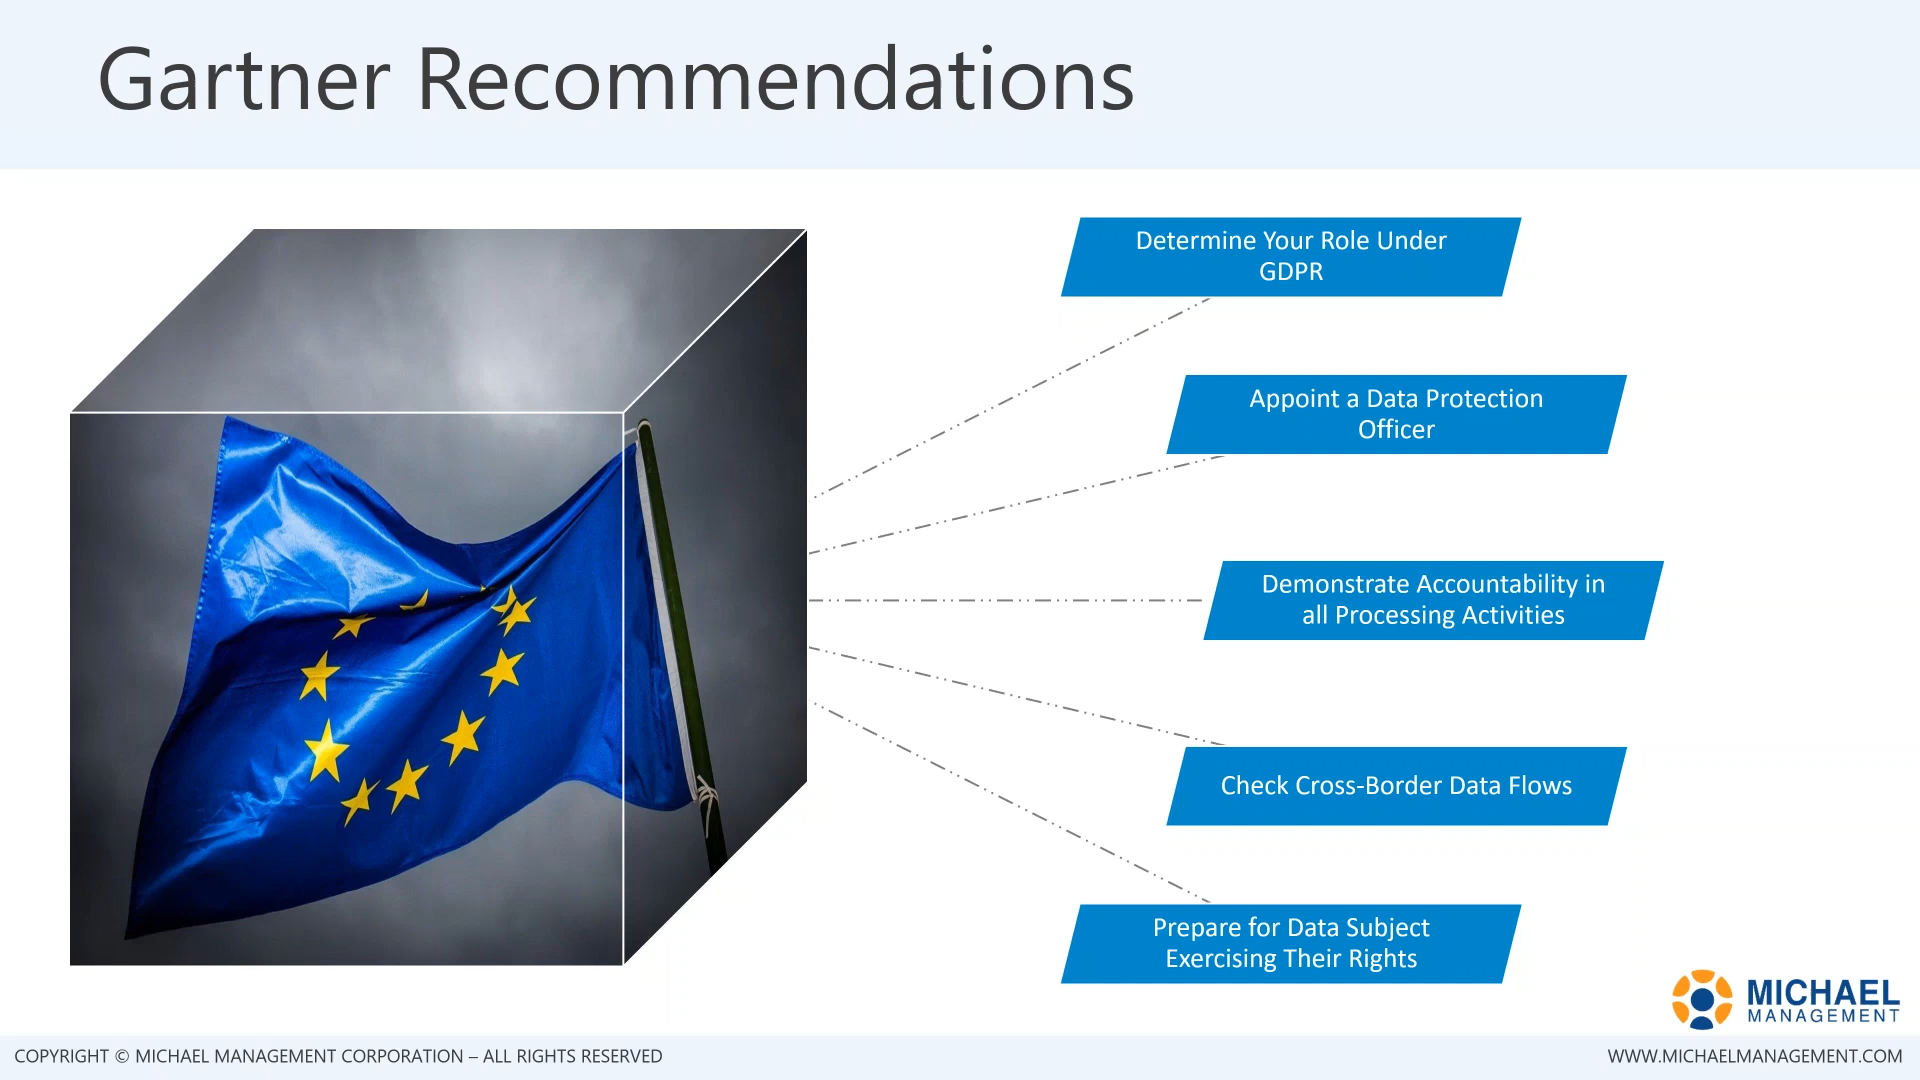 Gartner Recommendations
Determine Your Role Under
GDPR
Appoint a Data Protection
Officer
Demonstrate Accountability in
all Processing Activities
Check Cross-Border Data Flows
Prepare for Data Subject
Exercising Their Rights
MICHAEL
MANAGEMENT
COPYRIGHT © MICHAEL MANAGEMENT CORPORATION – ALL RIGHTS RESERVED
WWW.MICHAELMANAGEMENT.COM